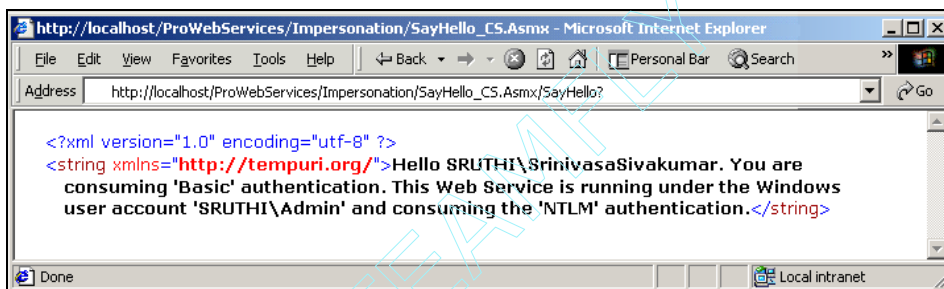 http://localhost/ProWebServices/Impersonation/SayHello_CS.Asmx - Microsoft Internet Explorer
File Edit View Favorites Tools Help Back Personal Bar Search »
Address http://localhost/ProWebServices/Impersonation/SayHello_CS.Asmx/SayHello? Go
<?xml version="1.0" encoding="utf-8" ?>
<string xmlns="http://tempuri.org/">Hello SRUTHI\SrinivasaSivakumar. You are
consuming 'Basic' authentication. This Web Service is running under the Windows
user account 'SRUTHI\Admin' and consuming the 'NTLM' authentication.</string>
Done Local intranet